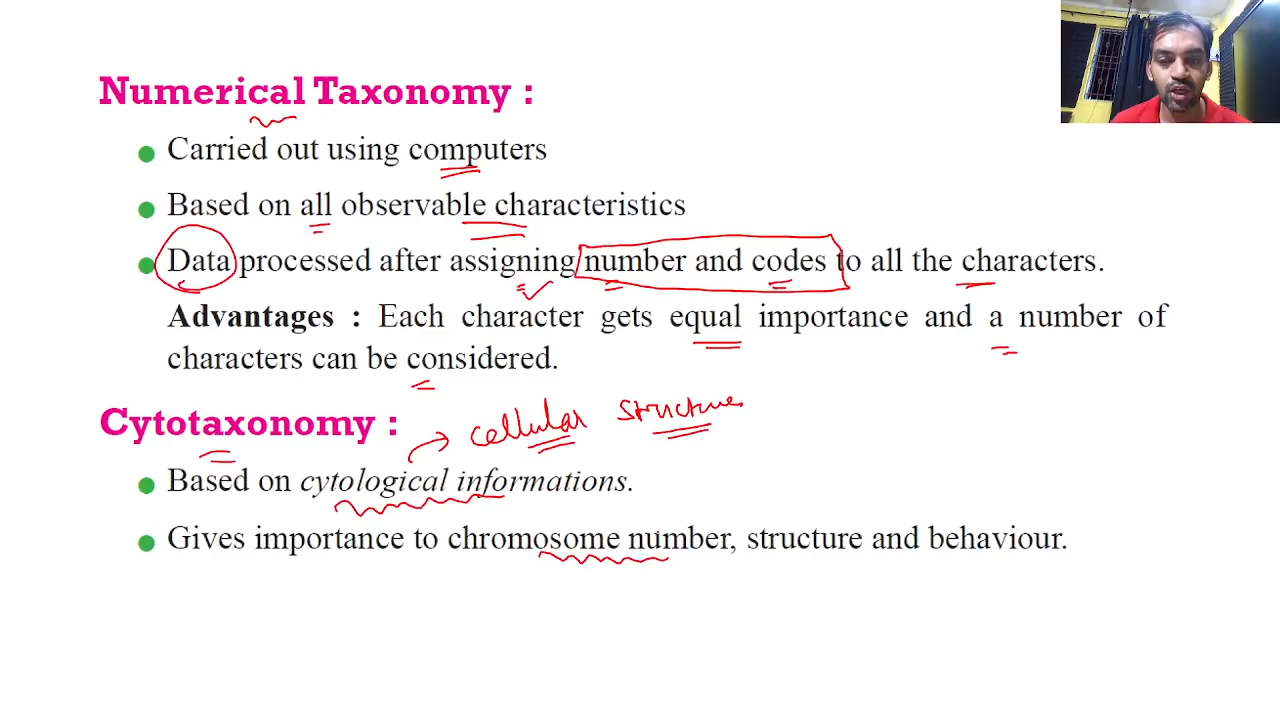 Numerical Taxonomy :
Carried out using computers
Based on all observable characteristics
Data processed after assigning number and codes to all the characters.
Advantages : Each character gets equal importance and a number of
characters can be considered.
Cytotaxonomy :
cellular structures
Based on cytological informations.
Gives importance to chromosome number, structure and behaviour.